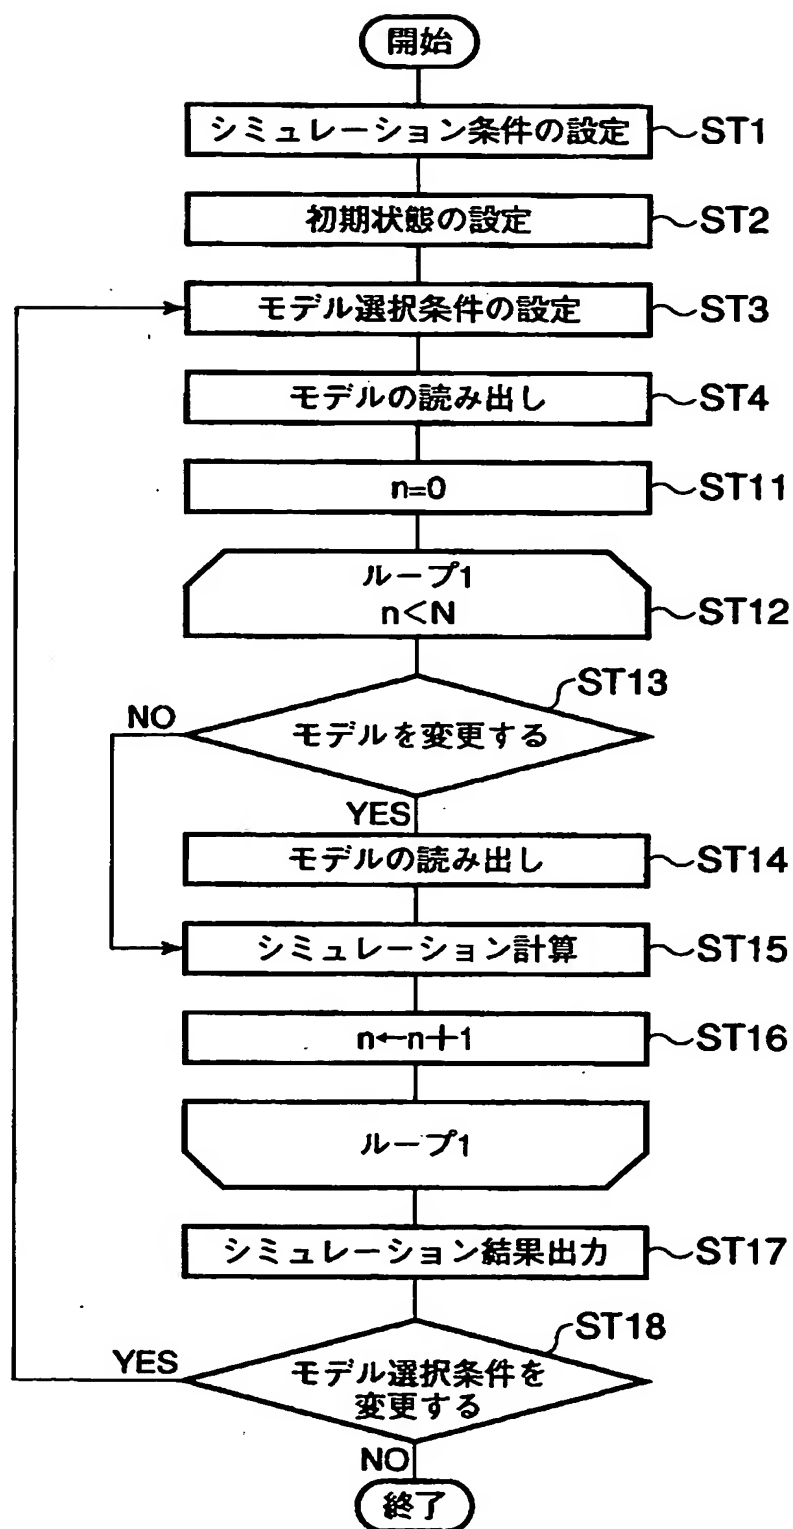 開始
シミュレーション条件の設定 ST1
初期状態の設定 ST2
モデル選択条件の設定 ST3
モデルの読み出し ST4
n=0 ST11
ループ1
n<N ST12
ST13
NO モデルを変更する
YES
モデルの読み出し ST14
シミュレーション計算 ST15
n←n+1 ST16
ループ1
シミュレーション結果出力 ST17
ST18
YES モデル選択条件を
変更する
NO
終了